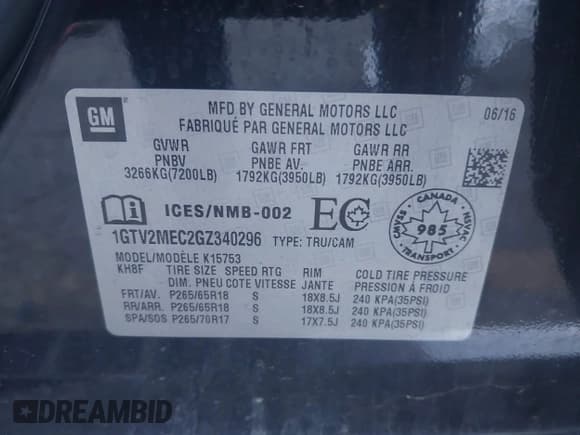 GM
MFD BY GENERAL MOTORS LLC
FABRIQUÉ PAR GENERAL MOTORS LLC
06/16
GVWR GAWR FRT GAWR RR
PNBV PNBE AV. PNBE ARR.
3266KG(7200LB) 1792KG(3950LB) 1792KG(3950LB)
ICES/NMB-002 EC
CANADA
CMVSS 985 NSVAC
TRANSPORT
1GTV2MEC2GZ340296 TYPE: TRU/CAM
MODEL/MODÈLE K15753
KH8F TIRE SIZE SPEED RTG RIM COLD TIRE PRESSURE
DIM. PNEU COTE VITESSE JANTE PRESSION À FROID
FRT/AV. P265/65R18 S 18X8.5J 240 KPA(35PSI)
RR/ARR. P265/65R18 S 18X8.5J 240 KPA(35PSI)
SPA/SOS P265/70R17 S 17X7.5J 240 KPA(35PSI)
DREAMBID